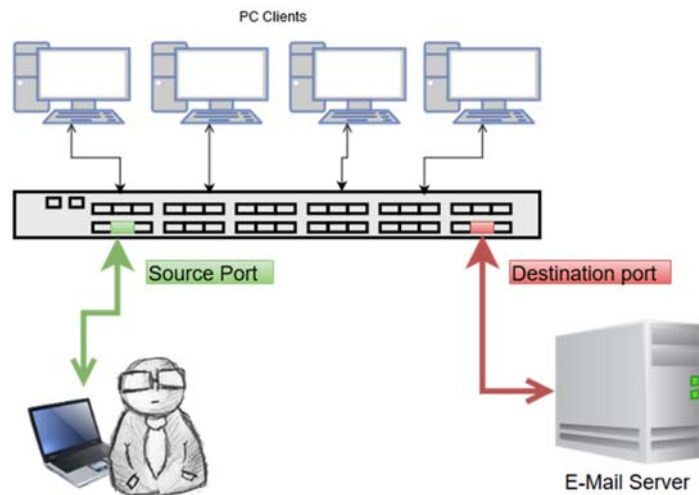 PC Clients
Source Port
Destination port
E-Mail Server